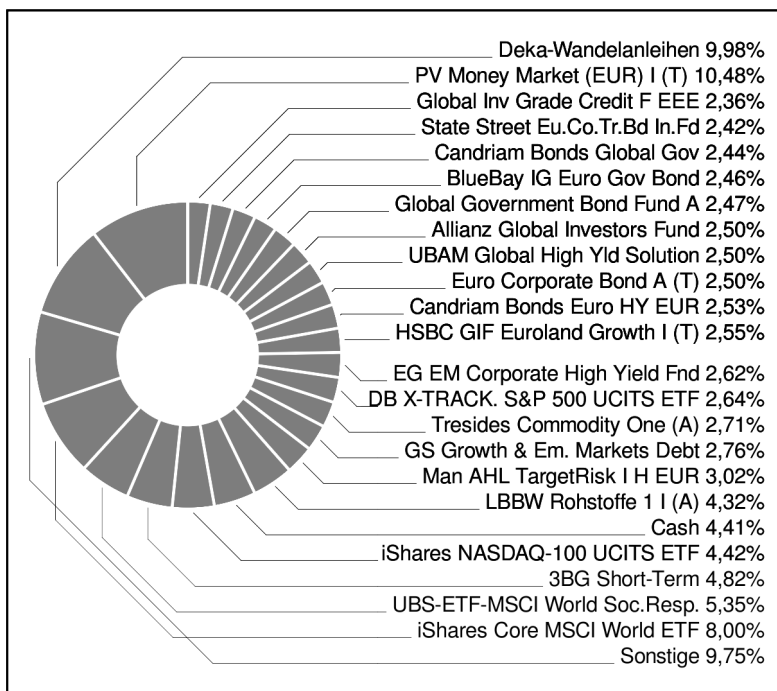 Deka-Wandelanleihen 9,98%
PV Money Market (EUR) I (T) 10,48%
Global Inv Grade Credit F EEE 2,36%
State Street Eu.Co.Tr.Bd In.Fd 2,42%
Candriam Bonds Global Gov 2,44%
BlueBay IG Euro Gov Bond 2,46%
Global Government Bond Fund A 2,47%
Allianz Global Investors Fund 2,50%
UBAM Global High Yld Solution 2,50%
Euro Corporate Bond A (T) 2,50%
Candriam Bonds Euro HY EUR 2,53%
HSBC GIF Euroland Growth I (T) 2,55%
EG EM Corporate High Yield Fnd 2,62%
DB X-TRACK. S&P 500 UCITS ETF 2,64%
Tresides Commodity One (A) 2,71%
GS Growth & Em. Markets Debt 2,76%
Man AHL TargetRisk I H EUR 3,02%
LBBW Rohstoffe 1 I (A) 4,32%
Cash 4,41%
iShares NASDAQ-100 UCITS ETF 4,42%
3BG Short-Term 4,82%
UBS-ETF-MSCI World Soc.Resp. 5,35%
iShares Core MSCI World ETF 8,00%
Sonstige 9,75%